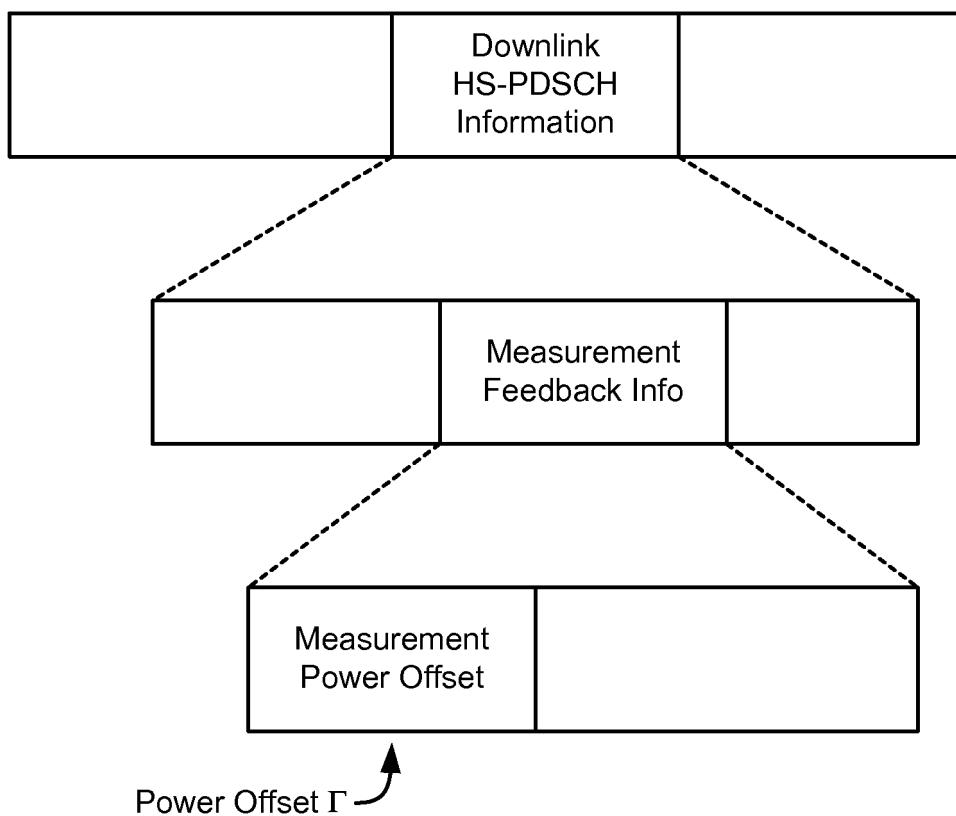 Downlink
HS-PDSCH
Information
Measurement
Feedback Info
Measurement
Power Offset
Power Offset Γ